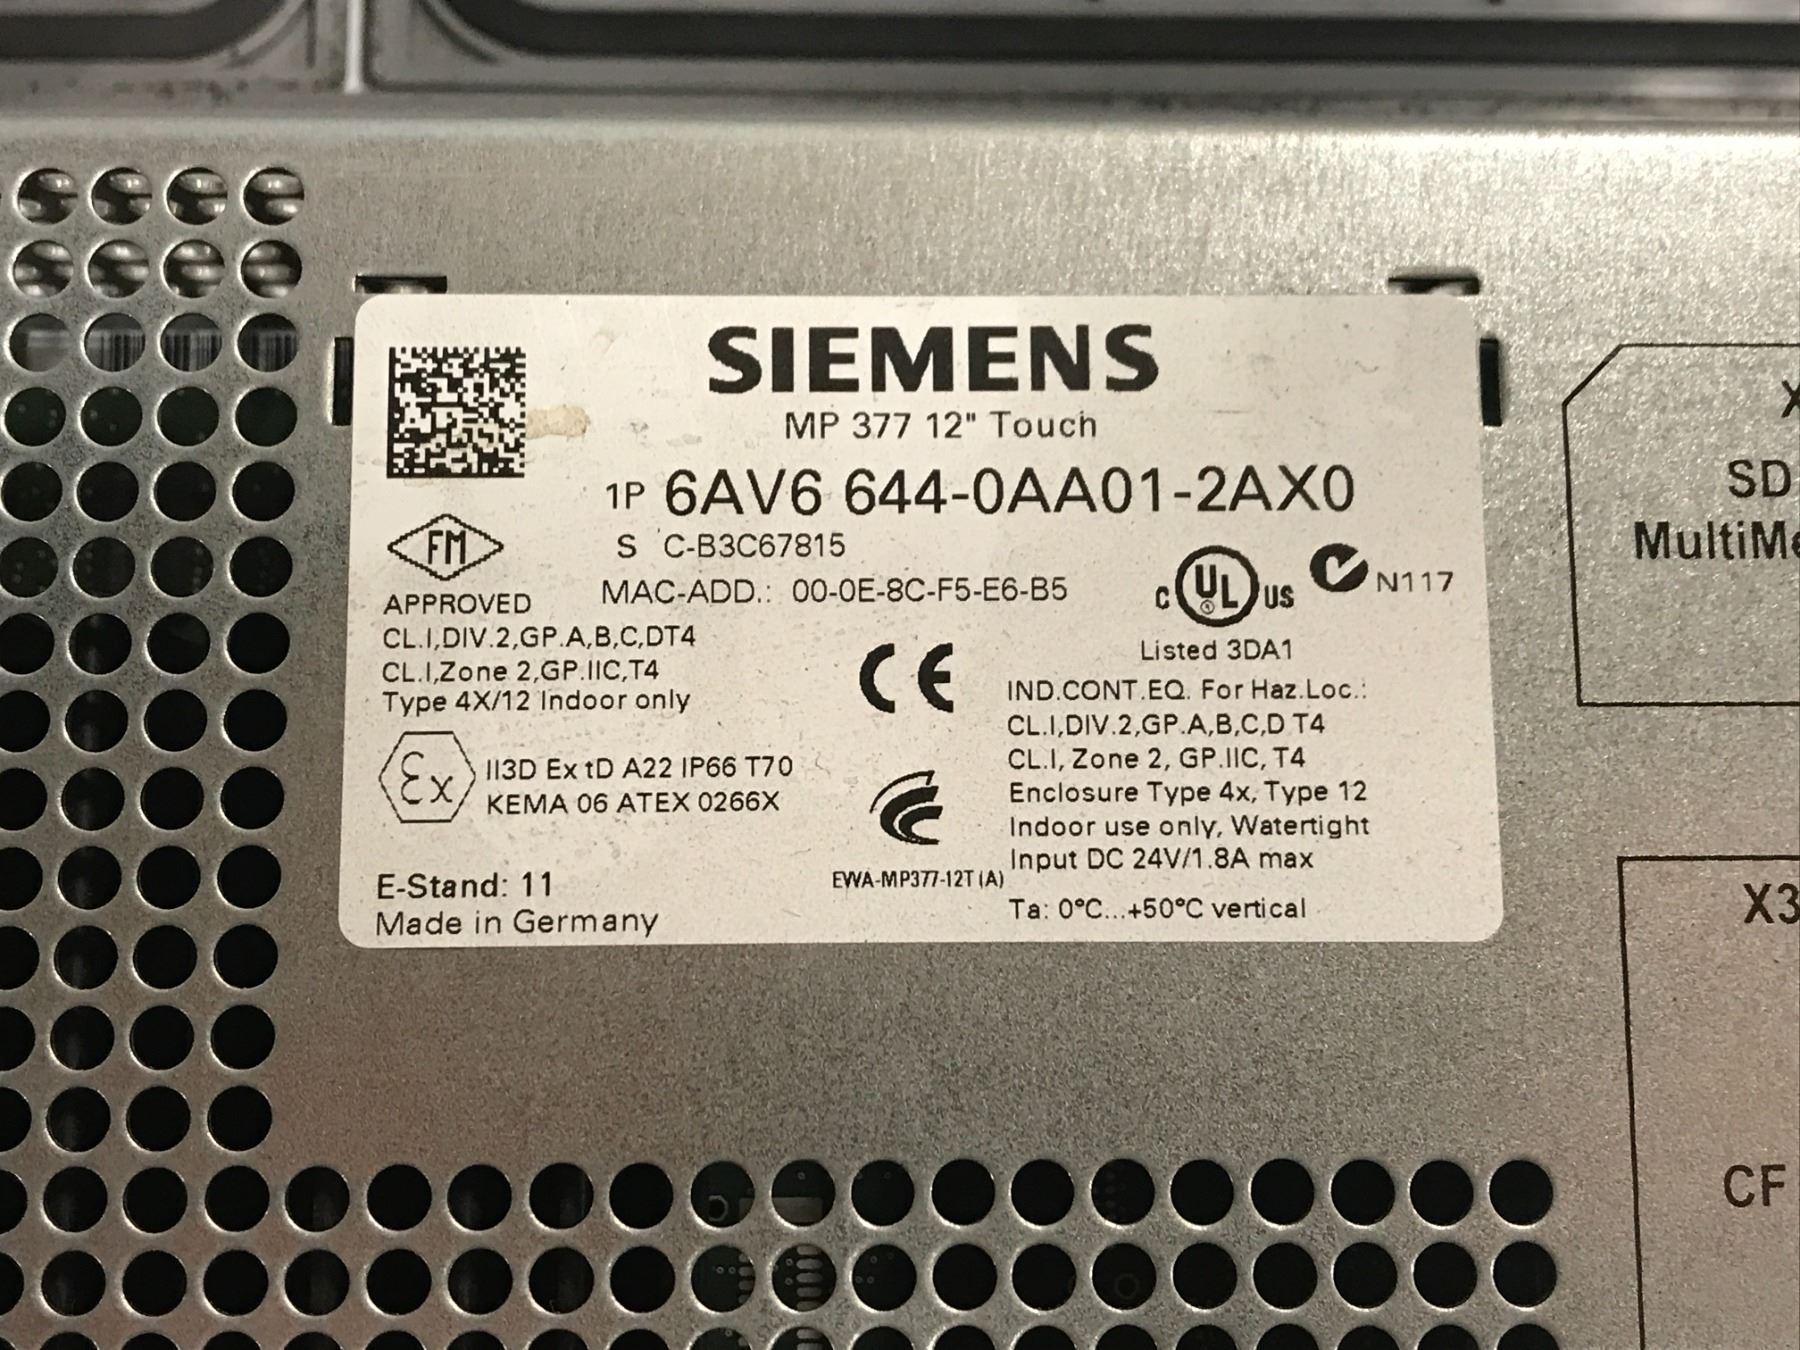 SIEMENS
MP 377 12" Touch
1P 6AV6 644-0AA01-2AX0
S C-B3C67815
MAC-ADD.: 00-0E-8C-F5-E6-B5
FM
APPROVED
CL.I,DIV.2,GP.A,B,C,DT4
CL.I,Zone 2,GP.IIC,T4
Type 4X/12 Indoor only
Ex
II3D Ex tD A22 IP66 T70
KEMA 06 ATEX 0266X
E-Stand: 11
Made in Germany
CE
EWA-MP377-12T (A)
C UL US
N117
Listed 3DA1
IND.CONT.EQ. For Haz.Loc.:
CL.I,DIV.2,GP.A,B,C,D T4
CL.I, Zone 2, GP.IIC, T4
Enclosure Type 4x, Type 12
Indoor use only, Watertight
Input DC 24V/1.8A max
Ta: 0°C...+50°C vertical
SD
X3
CF